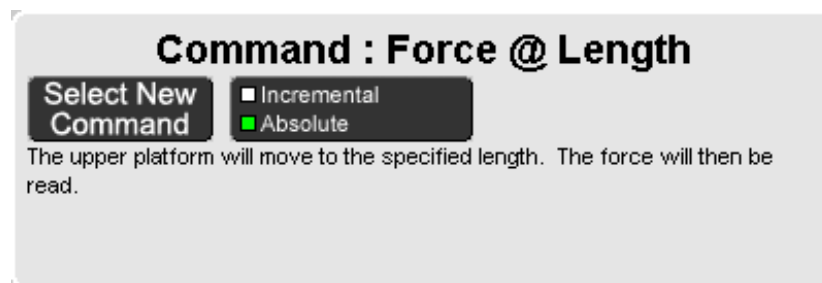 Command : Force @ Length
Select New
Command
Incremental
Absolute
The upper platform will move to the specified length.  The force will then be
read.